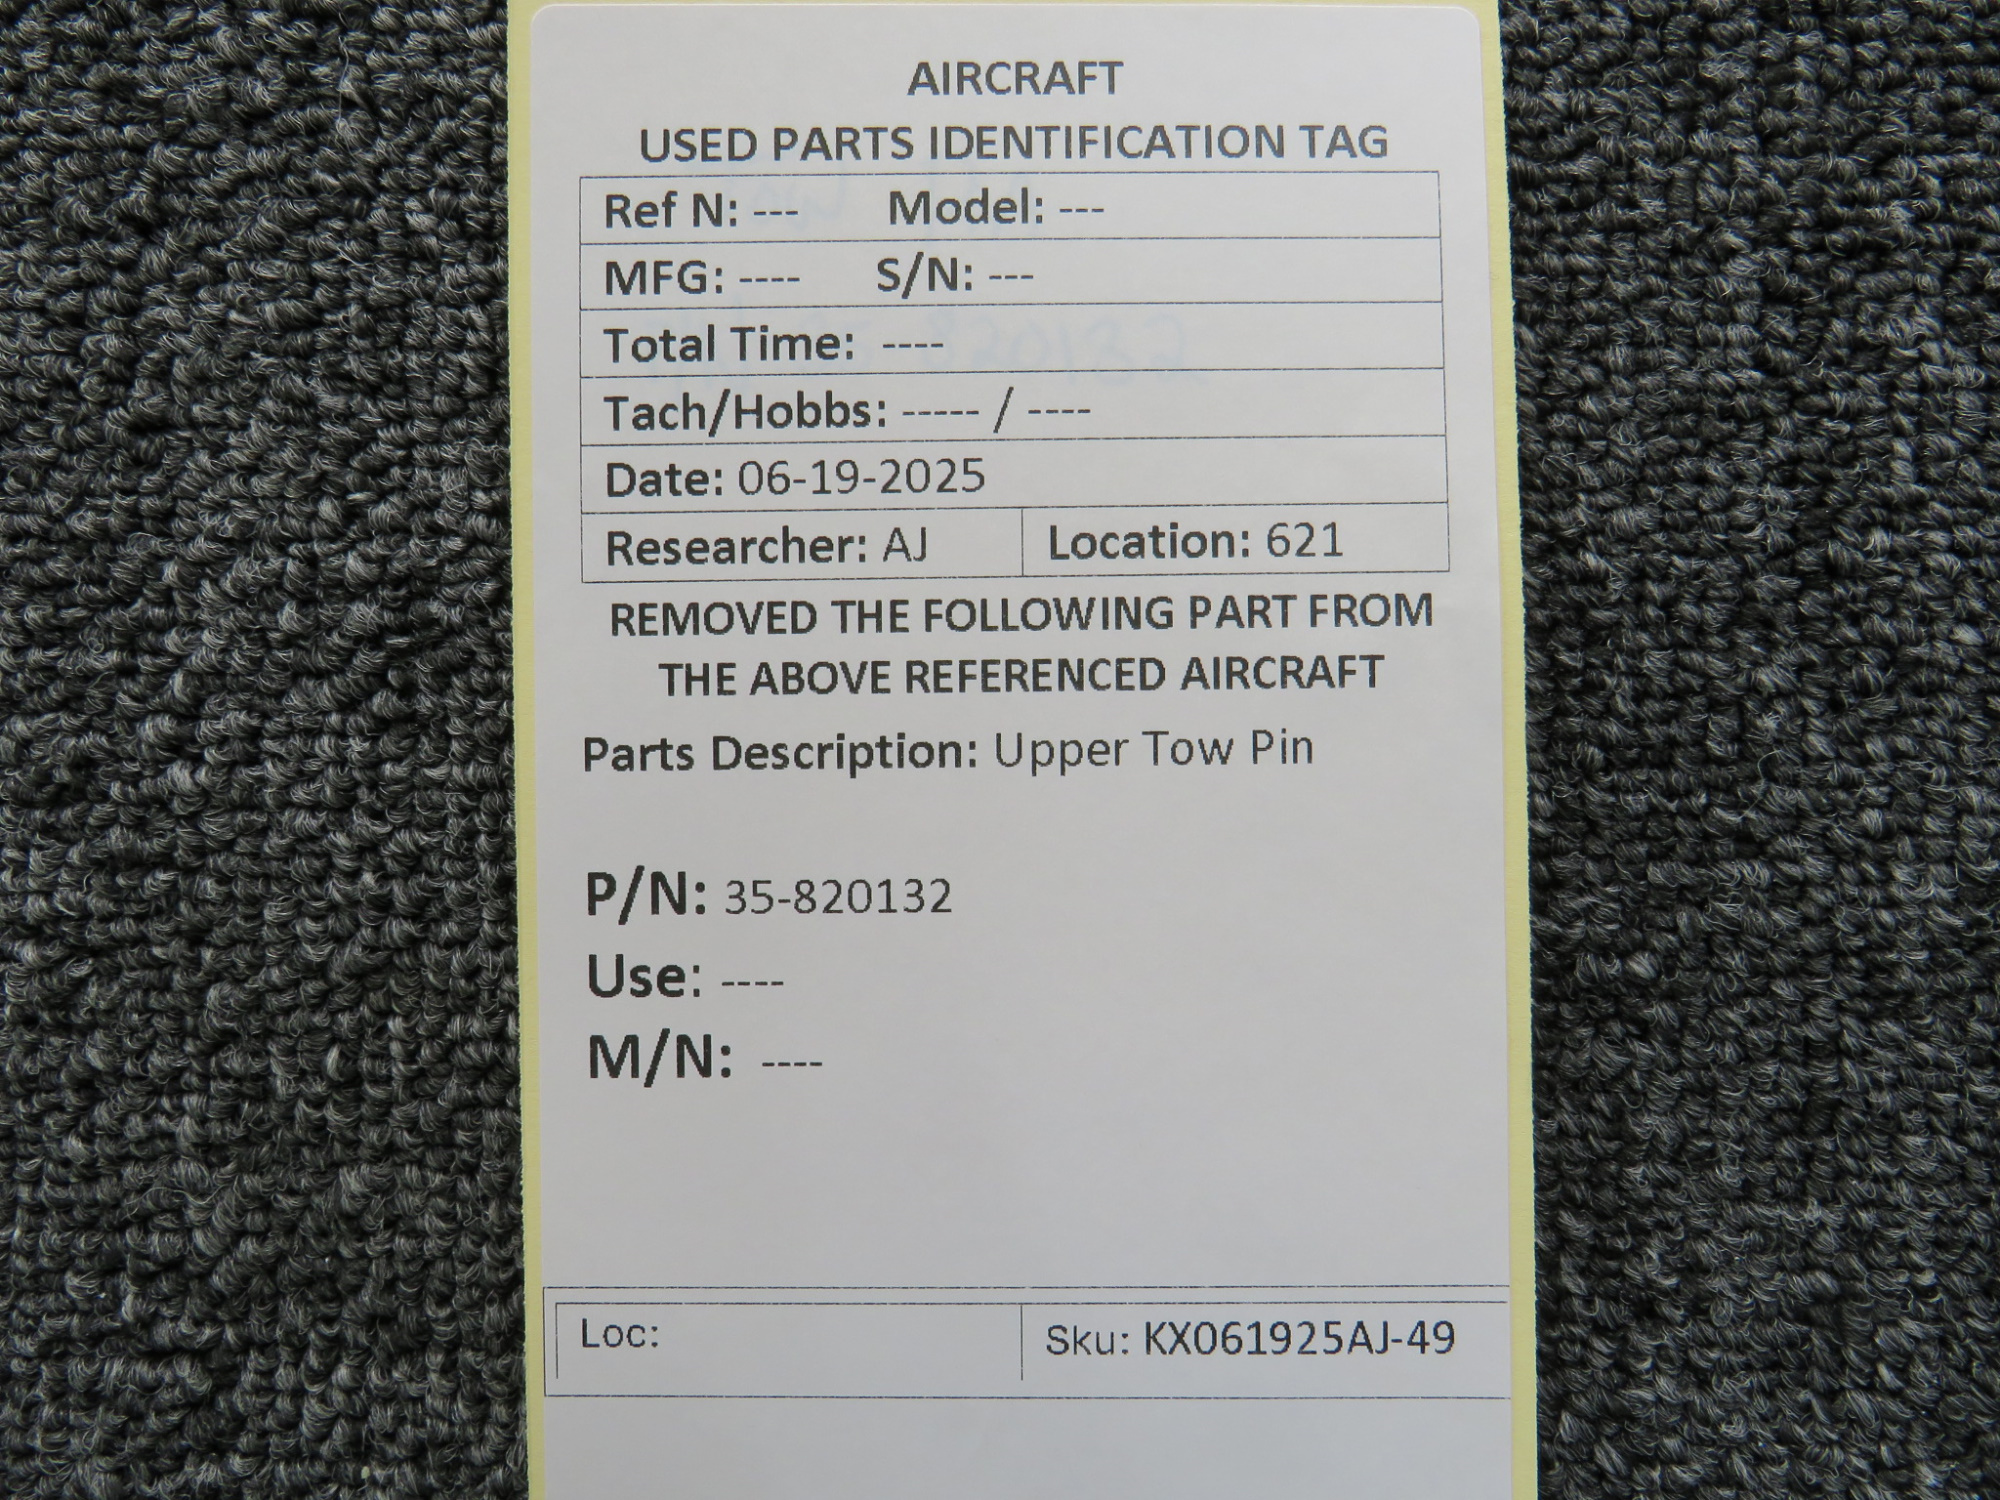 AIRCRAFT
USED PARTS IDENTIFICATION TAG
Ref N: --- Model: ---
MFG: ---- S/N: ---
Total Time: ----
Tach/Hobbs: ----- / ----
Date: 06-19-2025
Researcher: AJ Location: 621
REMOVED THE FOLLOWING PART FROM
THE ABOVE REFERENCED AIRCRAFT
Parts Description: Upper Tow Pin
P/N: 35-820132
Use: ----
M/N: ----
Loc: Sku: KX061925AJ-49